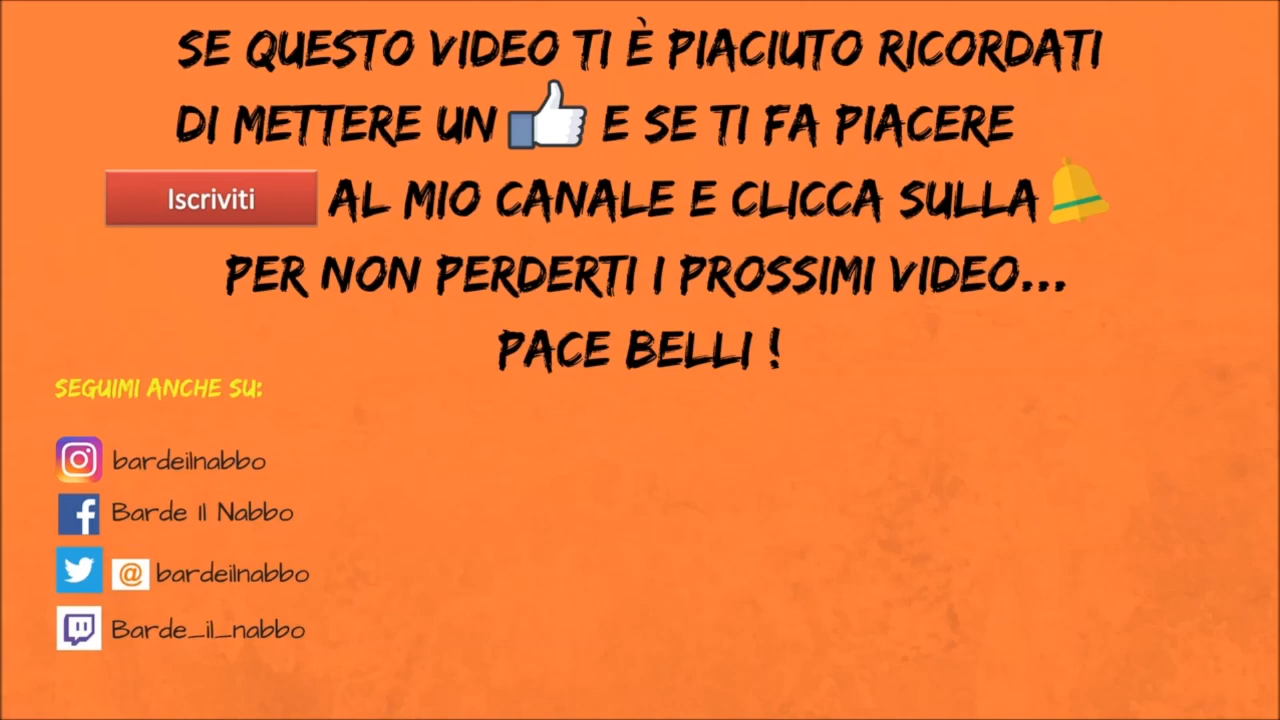 SE QUESTO VIDEO TI È PIACIUTO RICORDATI
DI METTERE UN E SE TI FA PIACERE
Iscriviti AL MIO CANALE E CLICCA SULLA
PER NON PERDERTI I PROSSIMI VIDEO...
PACE BELLI !
SEGUIMI ANCHE SU:
bardeilnabbo
Barde Il Nabbo
@ bardeilnabbo
Barde_il_nabbo